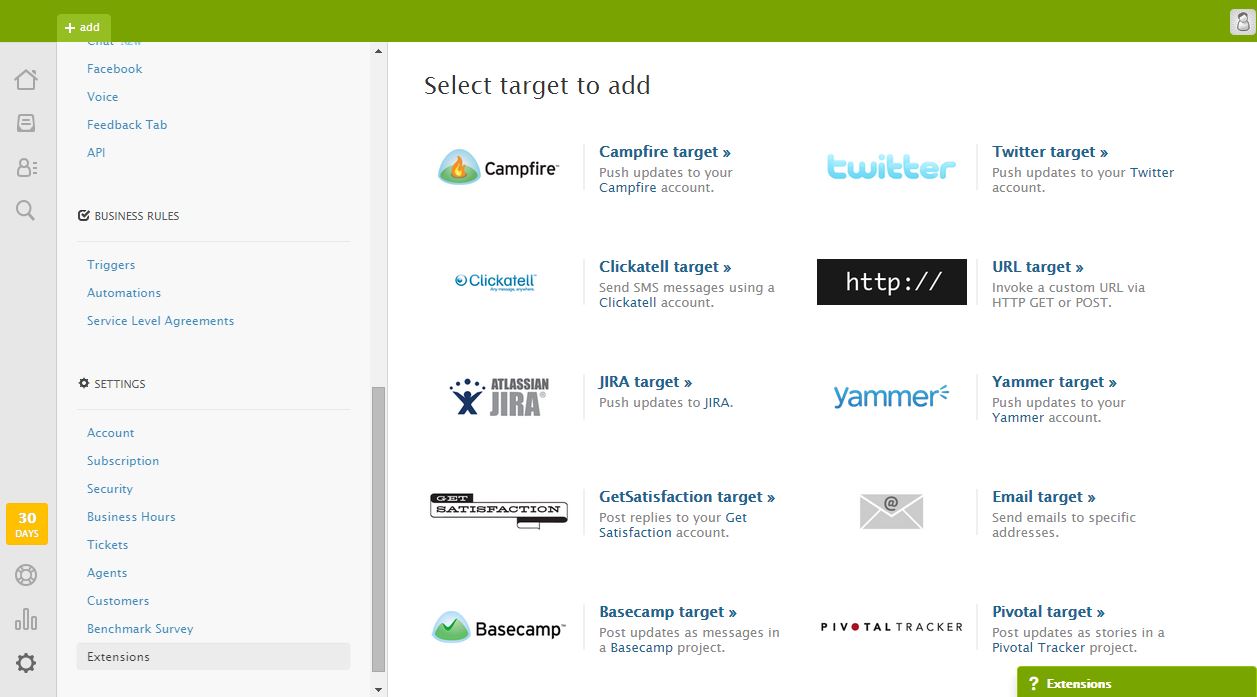 + add
Chat NEW
Facebook
Voice
Feedback Tab
API
BUSINESS RULES
Triggers
Automations
Service Level Agreements
SETTINGS
Account
Subscription
Security
Business Hours
Tickets
Agents
Customers
Benchmark Survey
Extensions
30
DAYS
Select target to add
Campfire™
Campfire target »
Push updates to your
Campfire account.
twitter
Twitter target »
Push updates to your Twitter
account.
Clickatell
Any message, anywhere.
Clickatell target »
Send SMS messages using a
Clickatell account.
http://
URL target »
Invoke a custom URL via
HTTP GET or POST.
ATLASSIAN
JIRA®
JIRA target »
Push updates to JIRA.
yammer
Yammer target »
Push updates to your
Yammer account.
GET
SATISFACTION
GetSatisfaction target »
Post replies to your Get
Satisfaction account.
@
Email target »
Send emails to specific
addresses.
Basecamp™
Basecamp target »
Post updates as messages in
a Basecamp project.
PIVOTAL TRACKER
Pivotal target »
Post updates as stories in a
Pivotal Tracker project.
? Extensions